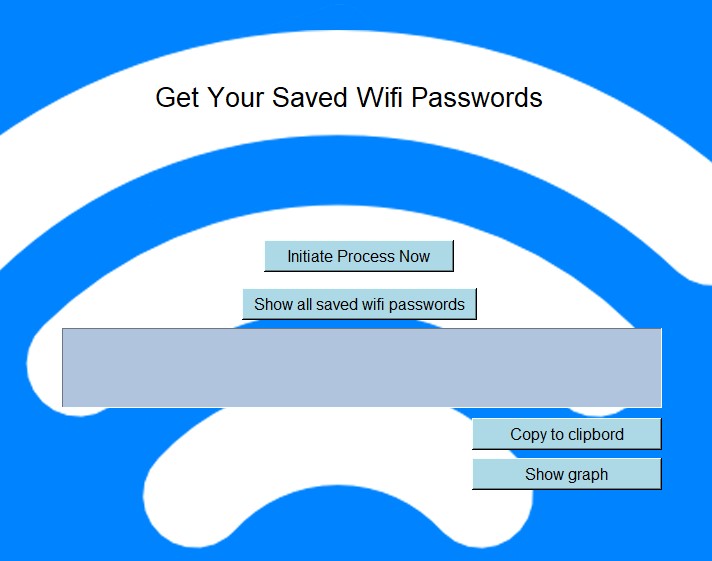 Get Your Saved Wifi Passwords
Initiate Process Now
Show all saved wifi passwords
Copy to clipbord
Show graph